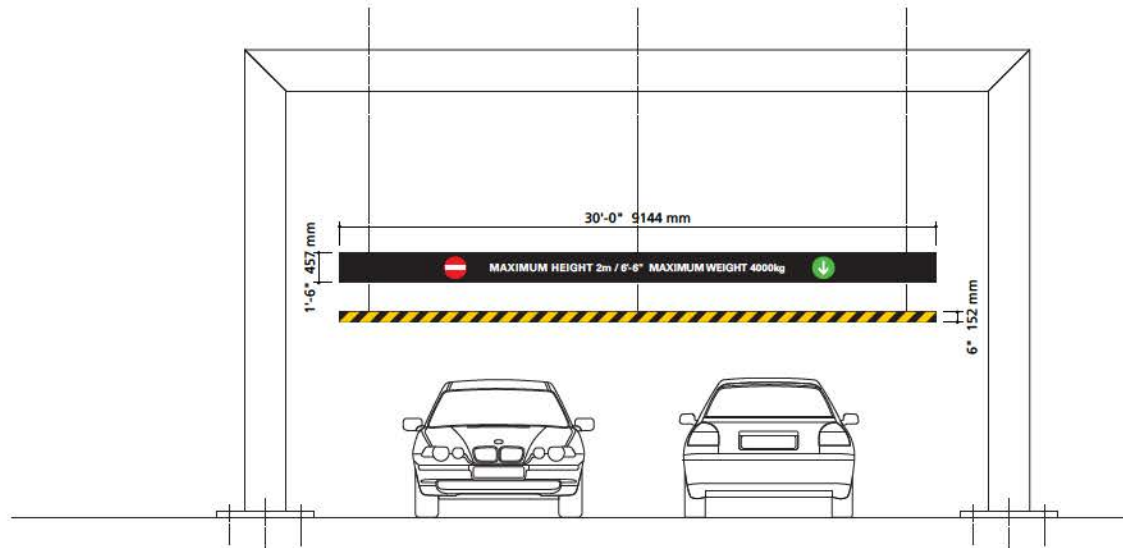 30'-0" 9144 mm
1'-6" 457 mm
MAXIMUM HEIGHT 2m / 6'-6" MAXIMUM WEIGHT 4000kg
6" 152 mm